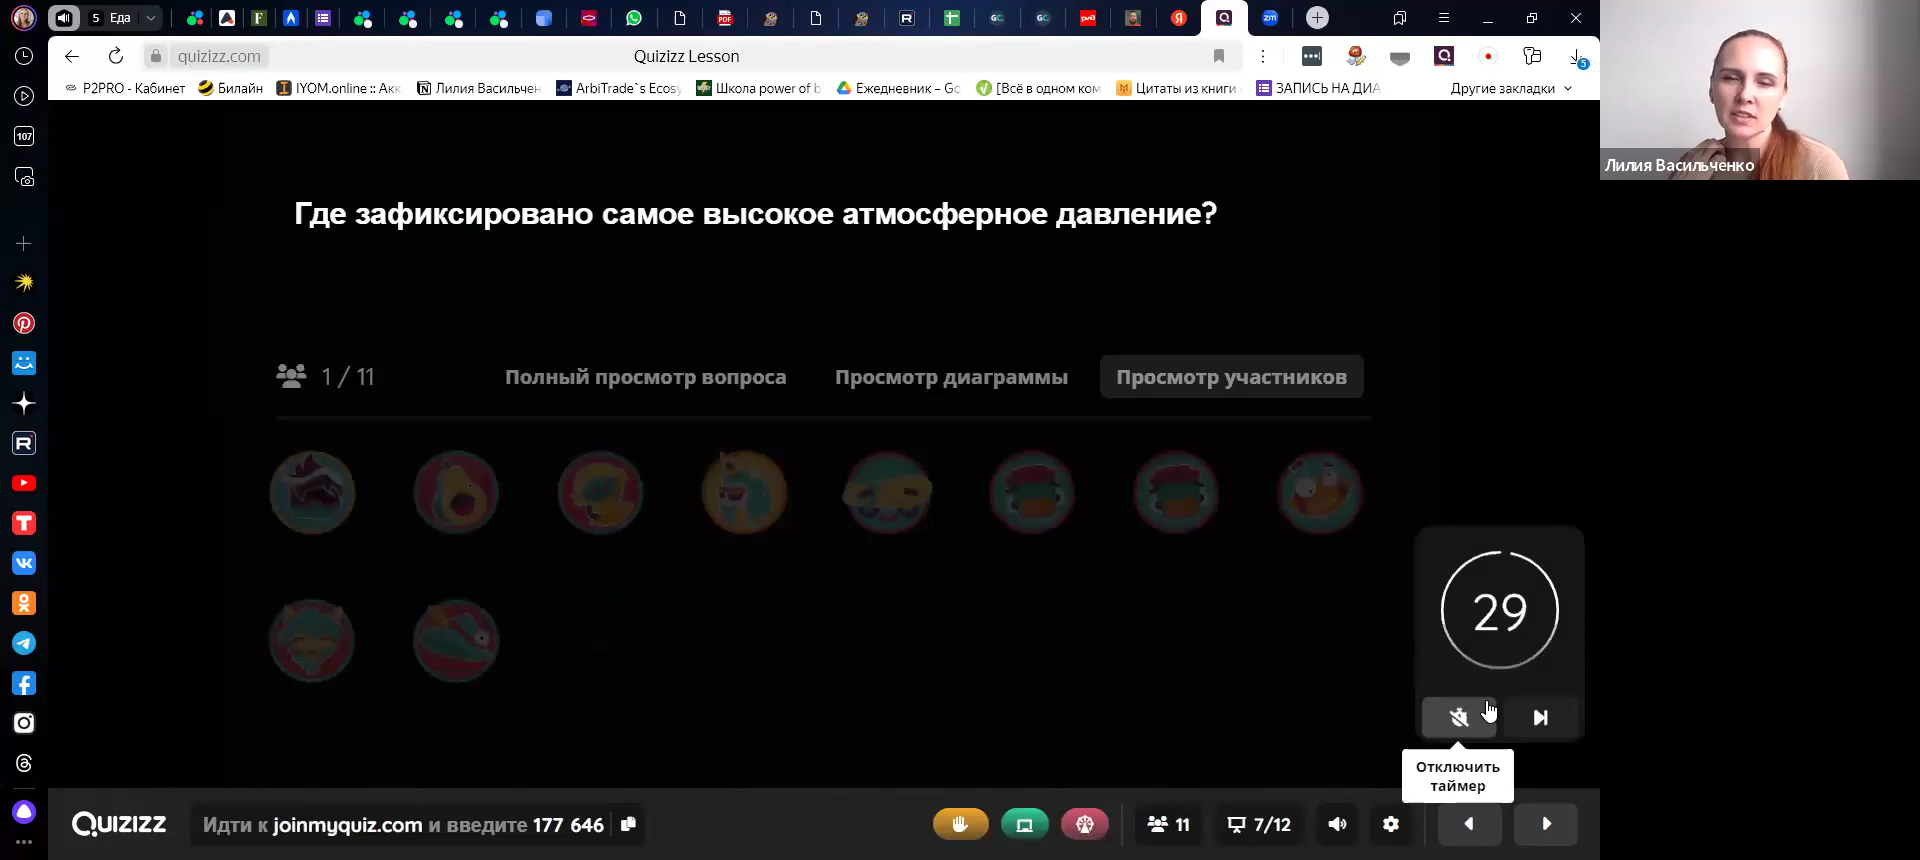 5 Еда
quizizz.com
Quizizz Lesson
P2PRO - Кабинет
Билайн
IYOM.online :: Акк
Лилия Васильчен
ArbiTrade`s Ecosy
Школа power of b
Ежедневник – Go
[Всё в одном ком
Цитаты из книги
ЗАПИСЬ НА ДИА
Другие закладки
107
5
Лилия Васильченко
Где зафиксировано самое высокое атмосферное давление?
1 / 11
Полный просмотр вопроса
Просмотр диаграммы
Просмотр участников
29
Отключить
таймер
QUIZIZZ
Идти к joinmyquiz.com и введите 177 646
11
7/12